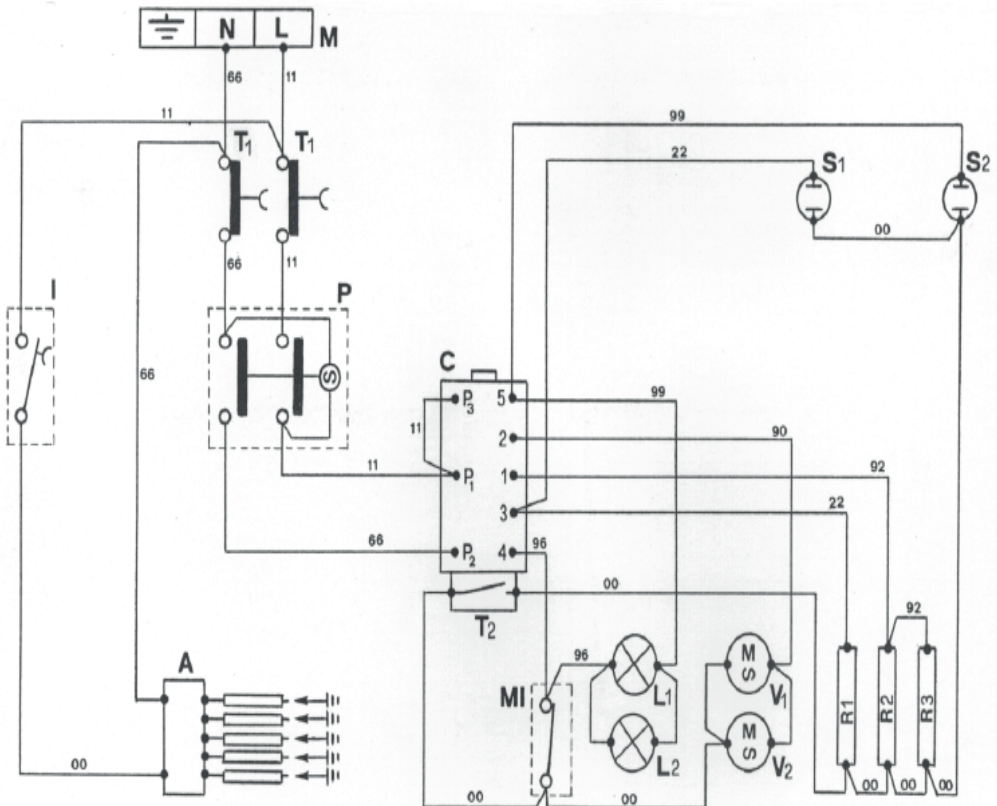 N L M
66 11
11
T1 T1
99
22
S1 S2
00
66 11
I P
S
66
C
P3 5 99
11
2 90
P1 1 92
11
3 22
66 P2 4 96
00
T2
92
A
96
MI L1 M S V1
R1 R2 R3
L2 M S V2
00
00 00 00 00 00